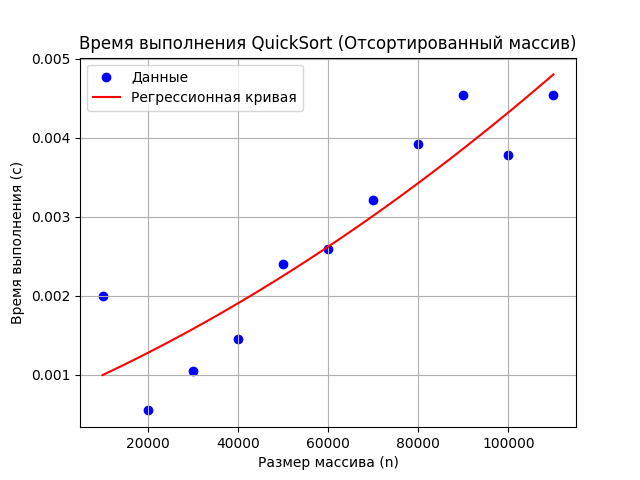 Время выполнения QuickSort (Отсортированный массив)
Данные
Регрессионная кривая
Время выполнения (с)
0.005
0.004
0.003
0.002
0.001
20000
40000
60000
80000
100000
Размер массива (n)